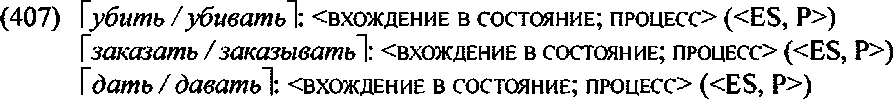 (407) ⌈убить / убивать⌉: <ВХОЖДЕНИЕ В СОСТОЯНИЕ; ПРОЦЕСС> (<ES, P>)
⌈заказать / заказывать⌉: <ВХОЖДЕНИЕ В СОСТОЯНИЕ; ПРОЦЕСС> (<ES, P>)
⌈дать / давать⌉: <ВХОЖДЕНИЕ В СОСТОЯНИЕ; ПРОЦЕСС> (<ES, P>)